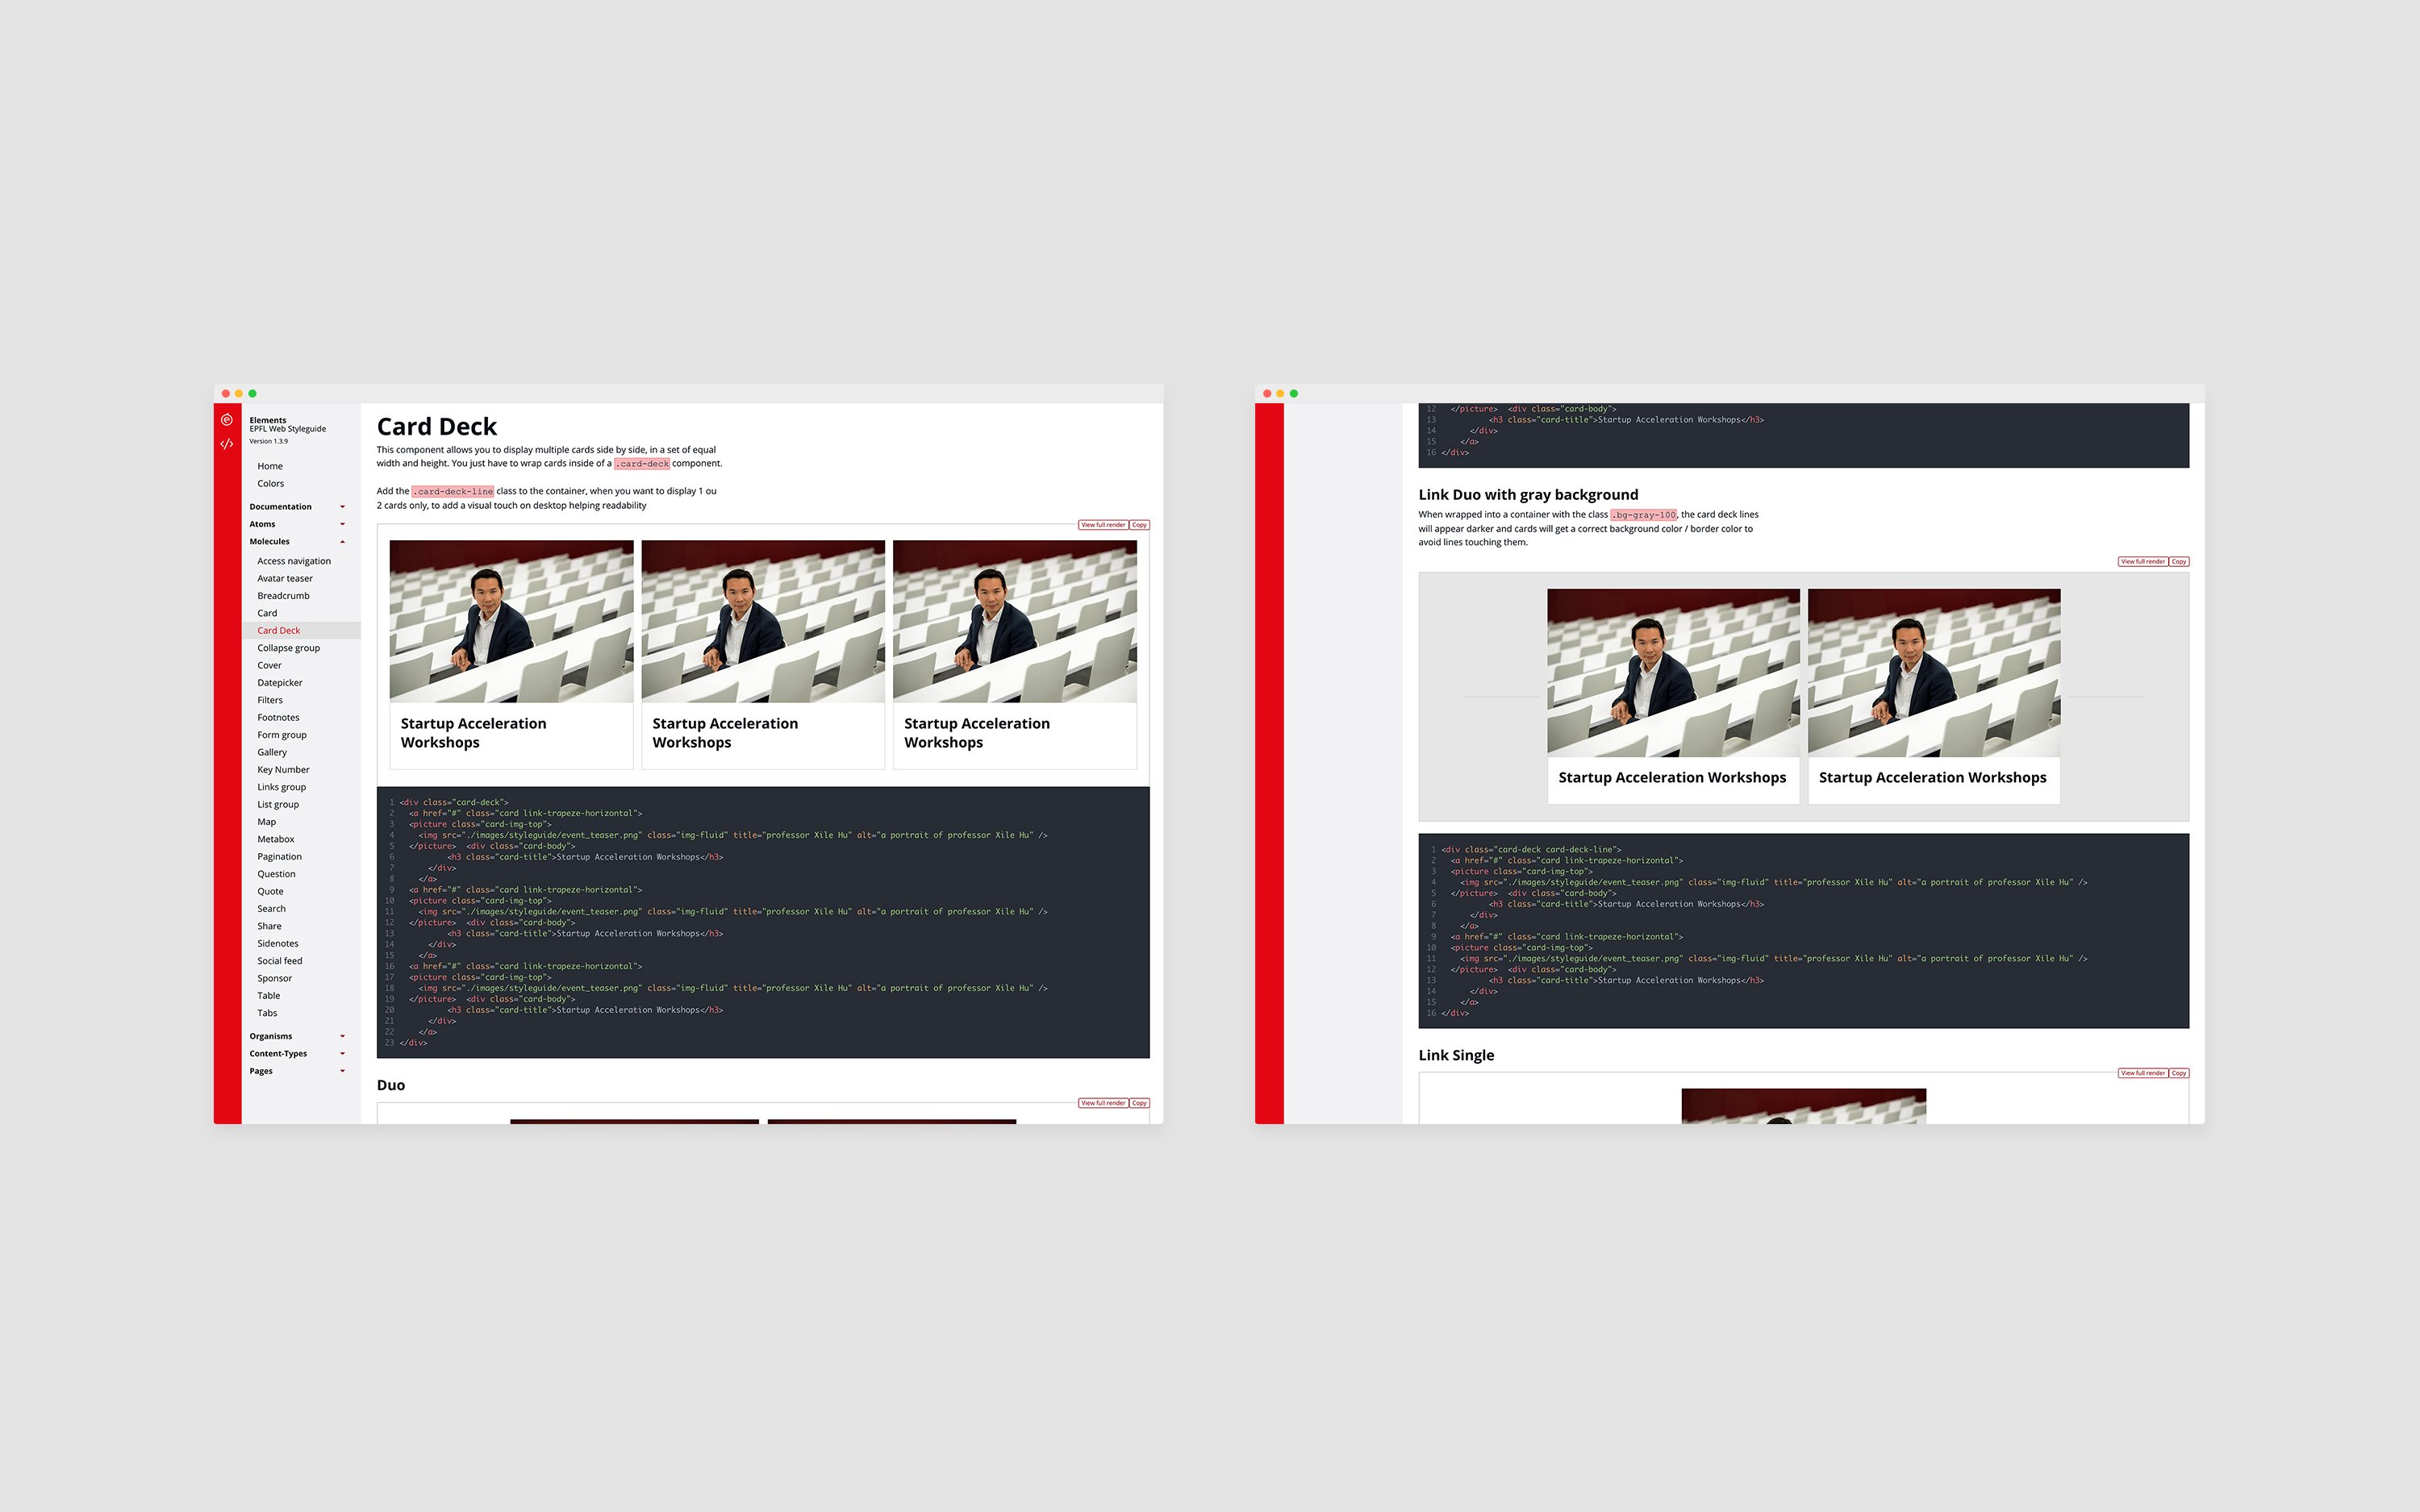 Elements
EPFL Web Styleguide
Version 1.3.9
Home
Colors
Documentation
Atoms
Molecules
Access navigation
Avatar teaser
Breadcrumb
Card
Card Deck
Collapse group
Cover
Datepicker
Filters
Footnotes
Form group
Gallery
Key Number
Links group
List group
Map
Metabox
Pagination
Question
Quote
Search
Share
Sidenotes
Social feed
Sponsor
Table
Tabs
Organisms
Content-Types
Pages
Card Deck
This component allows you to display multiple cards side by side, in a set of equal
width and height. You just have to wrap cards inside of a .card-deck component.
Add the .card-deck-line class to the container, when you want to display 1 ou
2 cards only, to add a visual touch on desktop helping readability
View full render Copy
Startup Acceleration
Workshops
Startup Acceleration
Workshops
Startup Acceleration
Workshops
1 <div class="card-deck">
2 <a href="#" class="card link-trapeze-horizontal">
3 <picture class="card-img-top">
4 <img src="./images/styleguide/event_teaser.png" class="img-fluid" title="professor Xile Hu" alt="a portrait of professor Xile Hu" />
5 </picture> <div class="card-body">
6 <h3 class="card-title">Startup Acceleration Workshops</h3>
7 </div>
8 </a>
9 <a href="#" class="card link-trapeze-horizontal">
10 <picture class="card-img-top">
11 <img src="./images/styleguide/event_teaser.png" class="img-fluid" title="professor Xile Hu" alt="a portrait of professor Xile Hu" />
12 </picture> <div class="card-body">
13 <h3 class="card-title">Startup Acceleration Workshops</h3>
14 </div>
15 </a>
16 <a href="#" class="card link-trapeze-horizontal">
17 <picture class="card-img-top">
18 <img src="./images/styleguide/event_teaser.png" class="img-fluid" title="professor Xile Hu" alt="a portrait of professor Xile Hu" />
19 </picture> <div class="card-body">
20 <h3 class="card-title">Startup Acceleration Workshops</h3>
21 </div>
22 </a>
23 </div>
Duo
View full render Copy
12 </picture> <div class="card-body">
13 <h3 class="card-title">Startup Acceleration Workshops</h3>
14 </div>
15 </a>
16 </div>
Link Duo with gray background
When wrapped into a container with the class .bg-gray-100, the card deck lines
will appear darker and cards will get a correct background color / border color to
avoid lines touching them.
View full render Copy
Startup Acceleration Workshops
Startup Acceleration Workshops
1 <div class="card-deck card-deck-line">
2 <a href="#" class="card link-trapeze-horizontal">
3 <picture class="card-img-top">
4 <img src="./images/styleguide/event_teaser.png" class="img-fluid" title="professor Xile Hu" alt="a portrait of professor Xile Hu" />
5 </picture> <div class="card-body">
6 <h3 class="card-title">Startup Acceleration Workshops</h3>
7 </div>
8 </a>
9 <a href="#" class="card link-trapeze-horizontal">
10 <picture class="card-img-top">
11 <img src="./images/styleguide/event_teaser.png" class="img-fluid" title="professor Xile Hu" alt="a portrait of professor Xile Hu" />
12 </picture> <div class="card-body">
13 <h3 class="card-title">Startup Acceleration Workshops</h3>
14 </div>
15 </a>
16 </div>
Link Single
View full render Copy